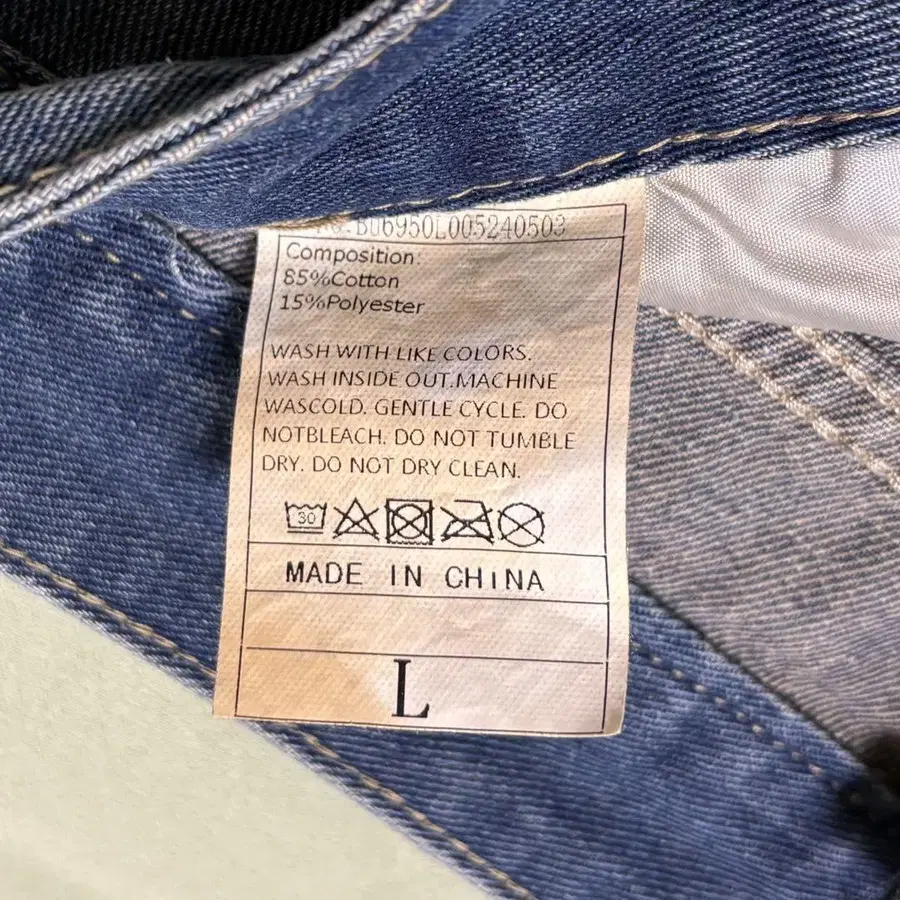 BU6950L005240503
Composition:
85%Cotton
15%Polyester
WASH WITH LIKE COLORS.
WASH INSIDE OUT.MACHINE
WASCOLD. GENTLE CYCLE. DO
NOTBLEACH. DO NOT TUMBLE
DRY. DO NOT DRY CLEAN.
30
MADE IN CHINA
L